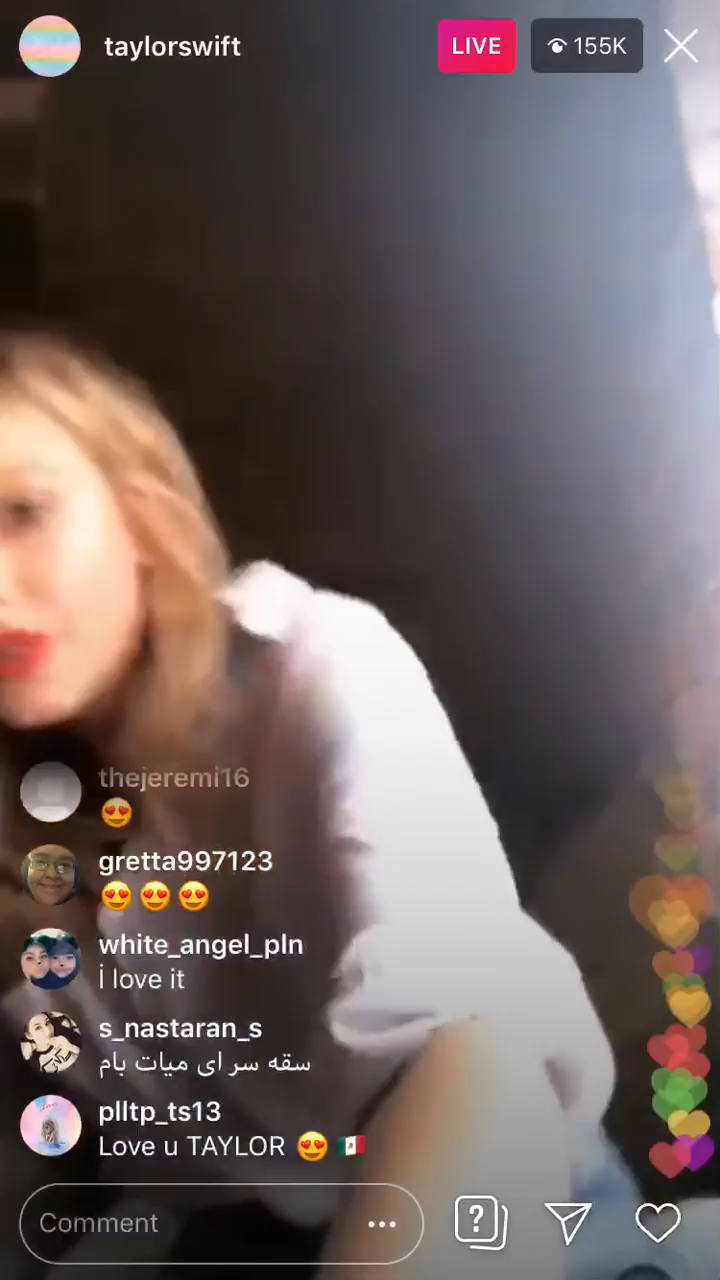 taylorswift
LIVE
155K
thejeremi16
😍
gretta997123
😍😍😍
white_angel_pln
İ love it
s_nastaran_s
سقه سر ای میات بام
plltp_ts13
Love u TAYLOR 😍🇲🇽
Comment